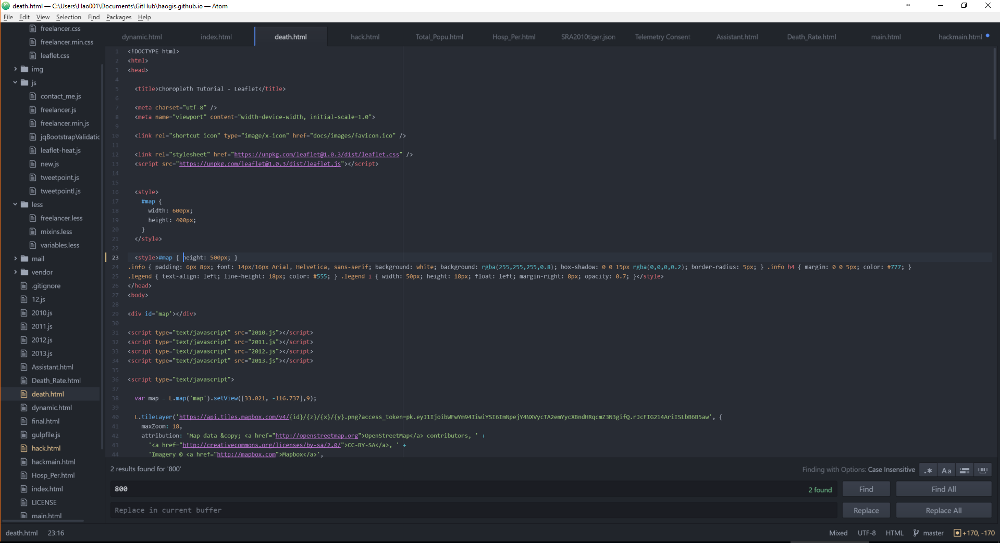 death.html — C:\Users\Hao001\Documents\GitHub\haogis.github.io — Atom
File Edit View Selection Find Packages Help
freelancer.css
freelancer.min.css
leaflet.css
img
js
contact_me.js
freelancer.js
freelancer.min.js
jqBootstrapValidatic
leaflet-heat.js
new.js
tweetpoint.js
tweetpointl.js
less
freelancer.less
mixins.less
variables.less
mail
vendor
.gitignore
12.js
2010.js
2011.js
2012.js
2013.js
Assistant.html
Death_Rate.html
death.html
dynamic.html
final.html
gulpfile.js
hack.html
hackmain.html
Hosp_Per.html
index.html
LICENSE
main.html
dynamic.html index.html death.html hack.html Total_Popu.html Hosp_Per.html SRA2010tiger.json Telemetry Consent Assistant.html Death_Rate.html main.html hackmain.html
1 <!DOCTYPE html>
2 <html>
3 <head>
4
5 <title>Choropleth Tutorial - Leaflet</title>
6
7 <meta charset="utf-8" />
8 <meta name="viewport" content="width=device-width, initial-scale=1.0">
9
10 <link rel="shortcut icon" type="image/x-icon" href="docs/images/favicon.ico" />
11
12 <link rel="stylesheet" href="https://unpkg.com/leaflet@1.0.3/dist/leaflet.css" />
13 <script src="https://unpkg.com/leaflet@1.0.3/dist/leaflet.js"></script>
14
15
16 <style>
17 #map {
18 width: 600px;
19 height: 400px;
20 }
21 </style>
22
23 <style>#map { height: 500px; }
24 .info { padding: 6px 8px; font: 14px/16px Arial, Helvetica, sans-serif; background: white; background: rgba(255,255,255,0.8); box-shadow: 0 0 15px rgba(0,0,0,0.2); border-radius: 5px; } .info h4 { margin: 0 0 5px; color: #777; }
25 .legend { text-align: left; line-height: 18px; color: #555; } .legend i { width: 50px; height: 18px; float: left; margin-right: 8px; opacity: 0.7; }</style>
26 </head>
27 <body>
28
29 <div id='map'></div>
30
31 <script type="text/javascript" src="2010.js"></script>
32 <script type="text/javascript" src="2011.js"></script>
33 <script type="text/javascript" src="2012.js"></script>
34 <script type="text/javascript" src="2013.js"></script>
35
36 <script type="text/javascript">
37
38 var map = L.map('map').setView([33.021, -116.737],9);
39
40 L.tileLayer('https://api.tiles.mapbox.com/v4/{id}/{z}/{x}/{y}.png?access_token=pk.eyJ1IjoibWFwYm94IiwiYSI6ImNpejY4NXVycTA2emYycXBndHRqcmZ3N3gifQ.rJcFIG214AriISLbB6B5aw', {
41 maxZoom: 18,
42 attribution: 'Map data &copy; <a href="http://openstreetmap.org">OpenStreetMap</a> contributors, ' +
43 '<a href="http://creativecommons.org/licenses/by-sa/2.0/">CC-BY-SA</a>, ' +
44 'Imagery © <a href="http://mapbox.com">Mapbox</a>',
2 results found for '800'
Finding with Options: Case Insensitive .* Aa
800 2 found Find Find All
Replace in current buffer Replace Replace All
death.html 23:16 Mixed UTF-8 HTML master +170, -170